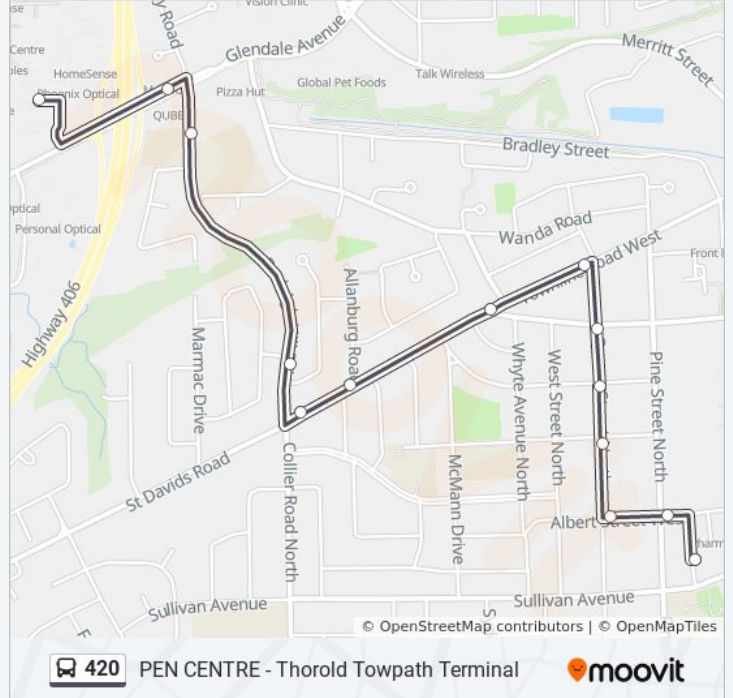 Vision Clinic
y Road
Glendale Avenue
Merritt Street
Centre
HomeSense
Talk Wireless
Global Pet Foods
Phoenix Optical
Pizza Hut
QUBE
Bradley Street
Personal Optical
Wanda Road
Road West
Front
Highway 406
Allanburg Road
Marmac Drive
Whyte Avenue North
West Street North
Pine Street North
St Davids Road
Collier Road North
McMann Drive
Albert Street
Sullivan Avenue
Sullivan Avenue
© OpenStreetMap contributors | © OpenMapTiles
420 PEN CENTRE - Thorold Towpath Terminal
moovit